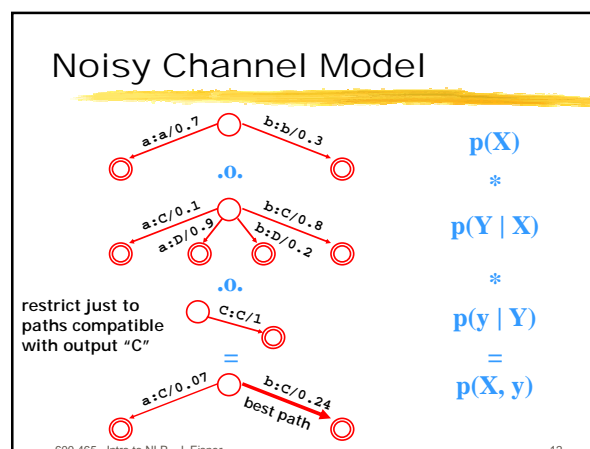 Noisy Channel Model
a:a/0.7 b:b/0.3
p(X)
.o.
*
a:C/0.1 b:C/0.8
p(Y | X)
a:D/0.9 b:D/0.2
.o.
*
restrict just to
paths compatible
with output "C"
C:C/1
p(y | Y)
=
=
a:C/0.07 b:C/0.24
p(X, y)
best path